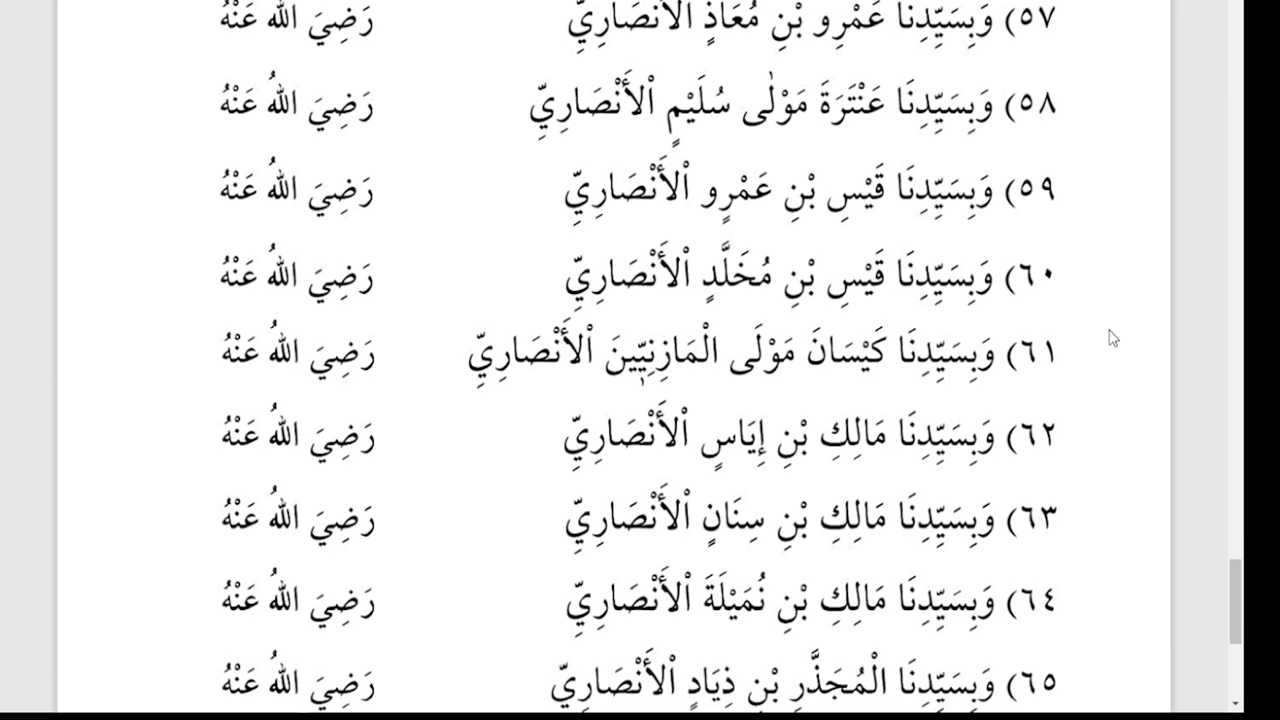 ٥٧) وَبِسَيِّدِنَا عَمْرِو بْنِ مُعَاذٍ الْأَنْصَارِيِّ رَضِيَ اللهُ عَنْهُ
٥٨) وَبِسَيِّدِنَا عَنْتَرَةَ مَوْلٰى سُلَيْمٍ الْأَنْصَارِيِّ رَضِيَ اللهُ عَنْهُ
٥٩) وَبِسَيِّدِنَا قَيْسِ بْنِ عَمْرٍو الْأَنْصَارِيِّ رَضِيَ اللهُ عَنْهُ
٦٠) وَبِسَيِّدِنَا قَيْسِ بْنِ مُخَلَّدٍ الْأَنْصَارِيِّ رَضِيَ اللهُ عَنْهُ
٦١) وَبِسَيِّدِنَا كَيْسَانَ مَوْلَى الْمَازِنِيِّينَ الْأَنْصَارِيِّ رَضِيَ اللهُ عَنْهُ
٦٢) وَبِسَيِّدِنَا مَالِكِ بْنِ إِيَاسٍ الْأَنْصَارِيِّ رَضِيَ اللهُ عَنْهُ
٦٣) وَبِسَيِّدِنَا مَالِكِ بْنِ سِنَانٍ الْأَنْصَارِيِّ رَضِيَ اللهُ عَنْهُ
٦٤) وَبِسَيِّدِنَا مَالِكِ بْنِ نُمَيْلَةَ الْأَنْصَارِيِّ رَضِيَ اللهُ عَنْهُ
٦٥) وَبِسَيِّدِنَا الْمُجَذَّرِ بْنِ ذِيَادٍ الْأَنْصَارِيِّ رَضِيَ اللهُ عَنْهُ